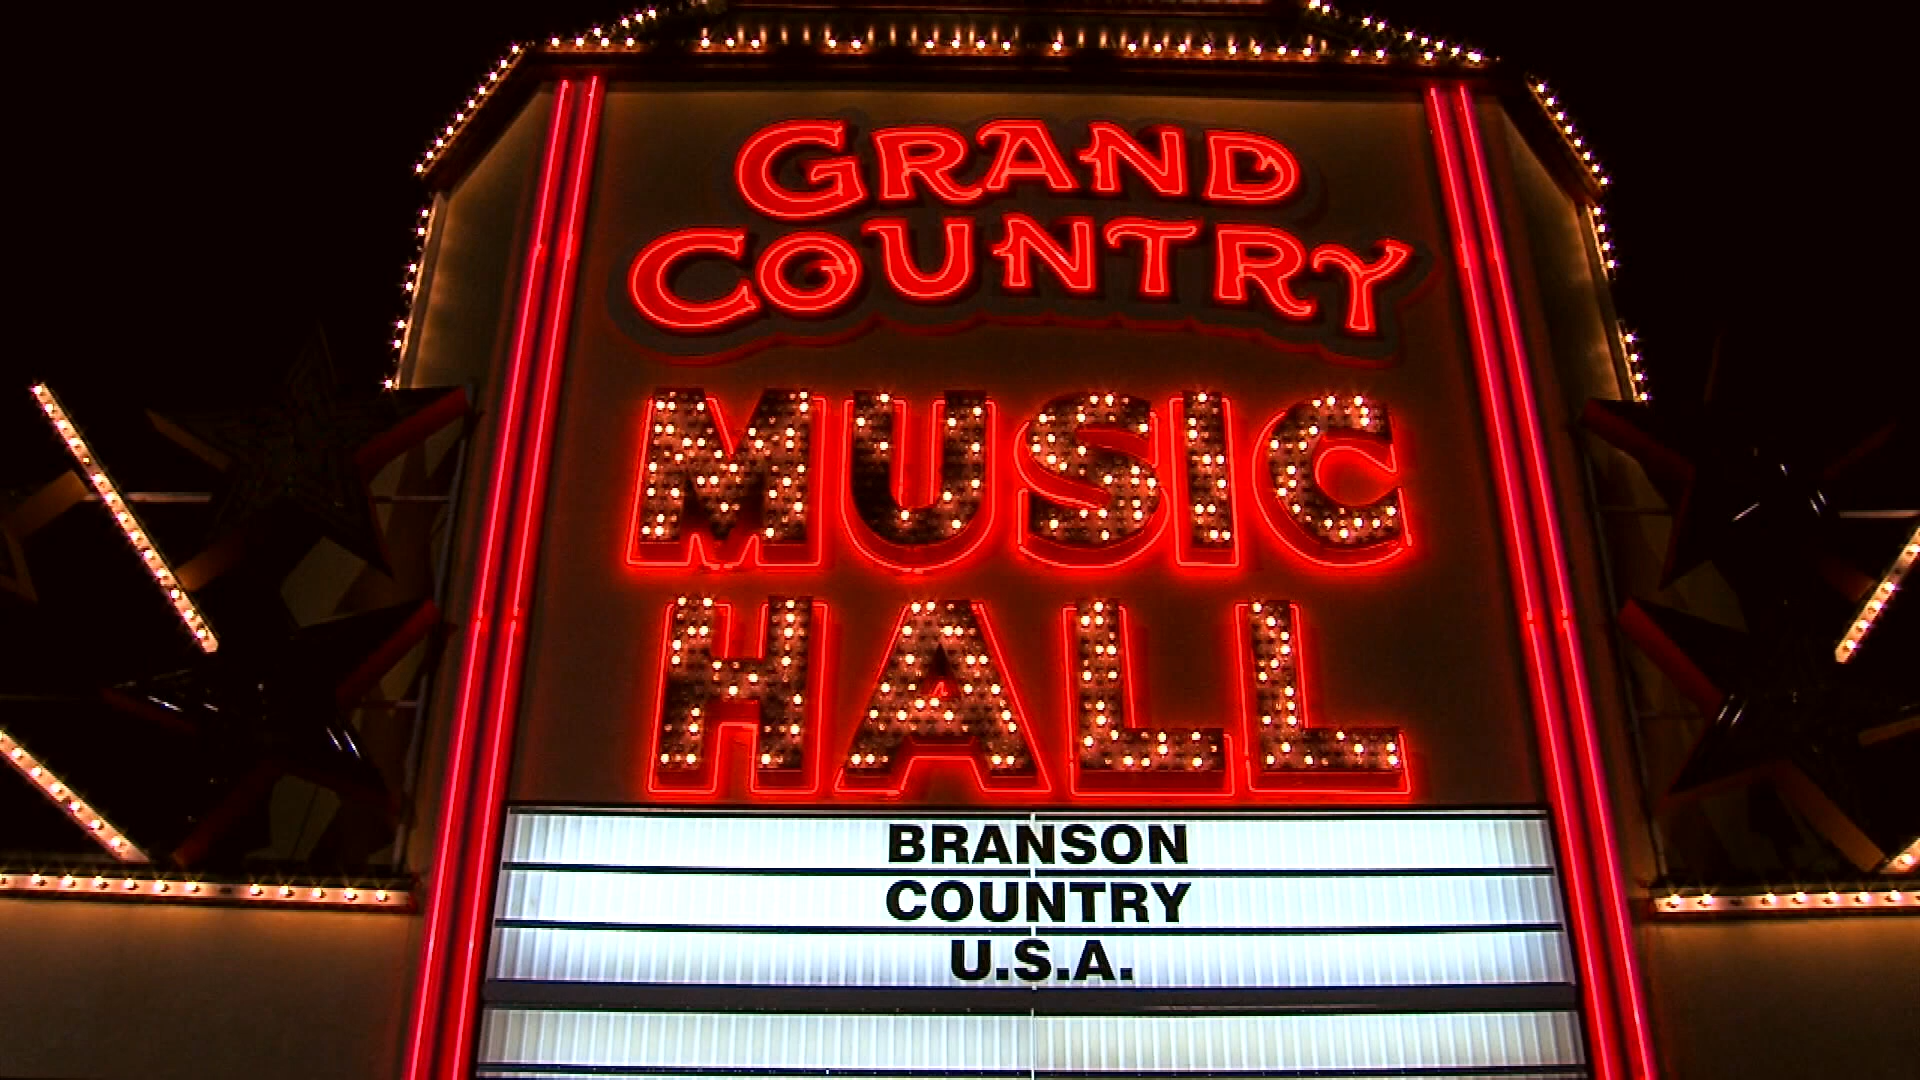 GRAND
COUNTRY
MUSIC
HALL
BRANSON
COUNTRY
U.S.A.